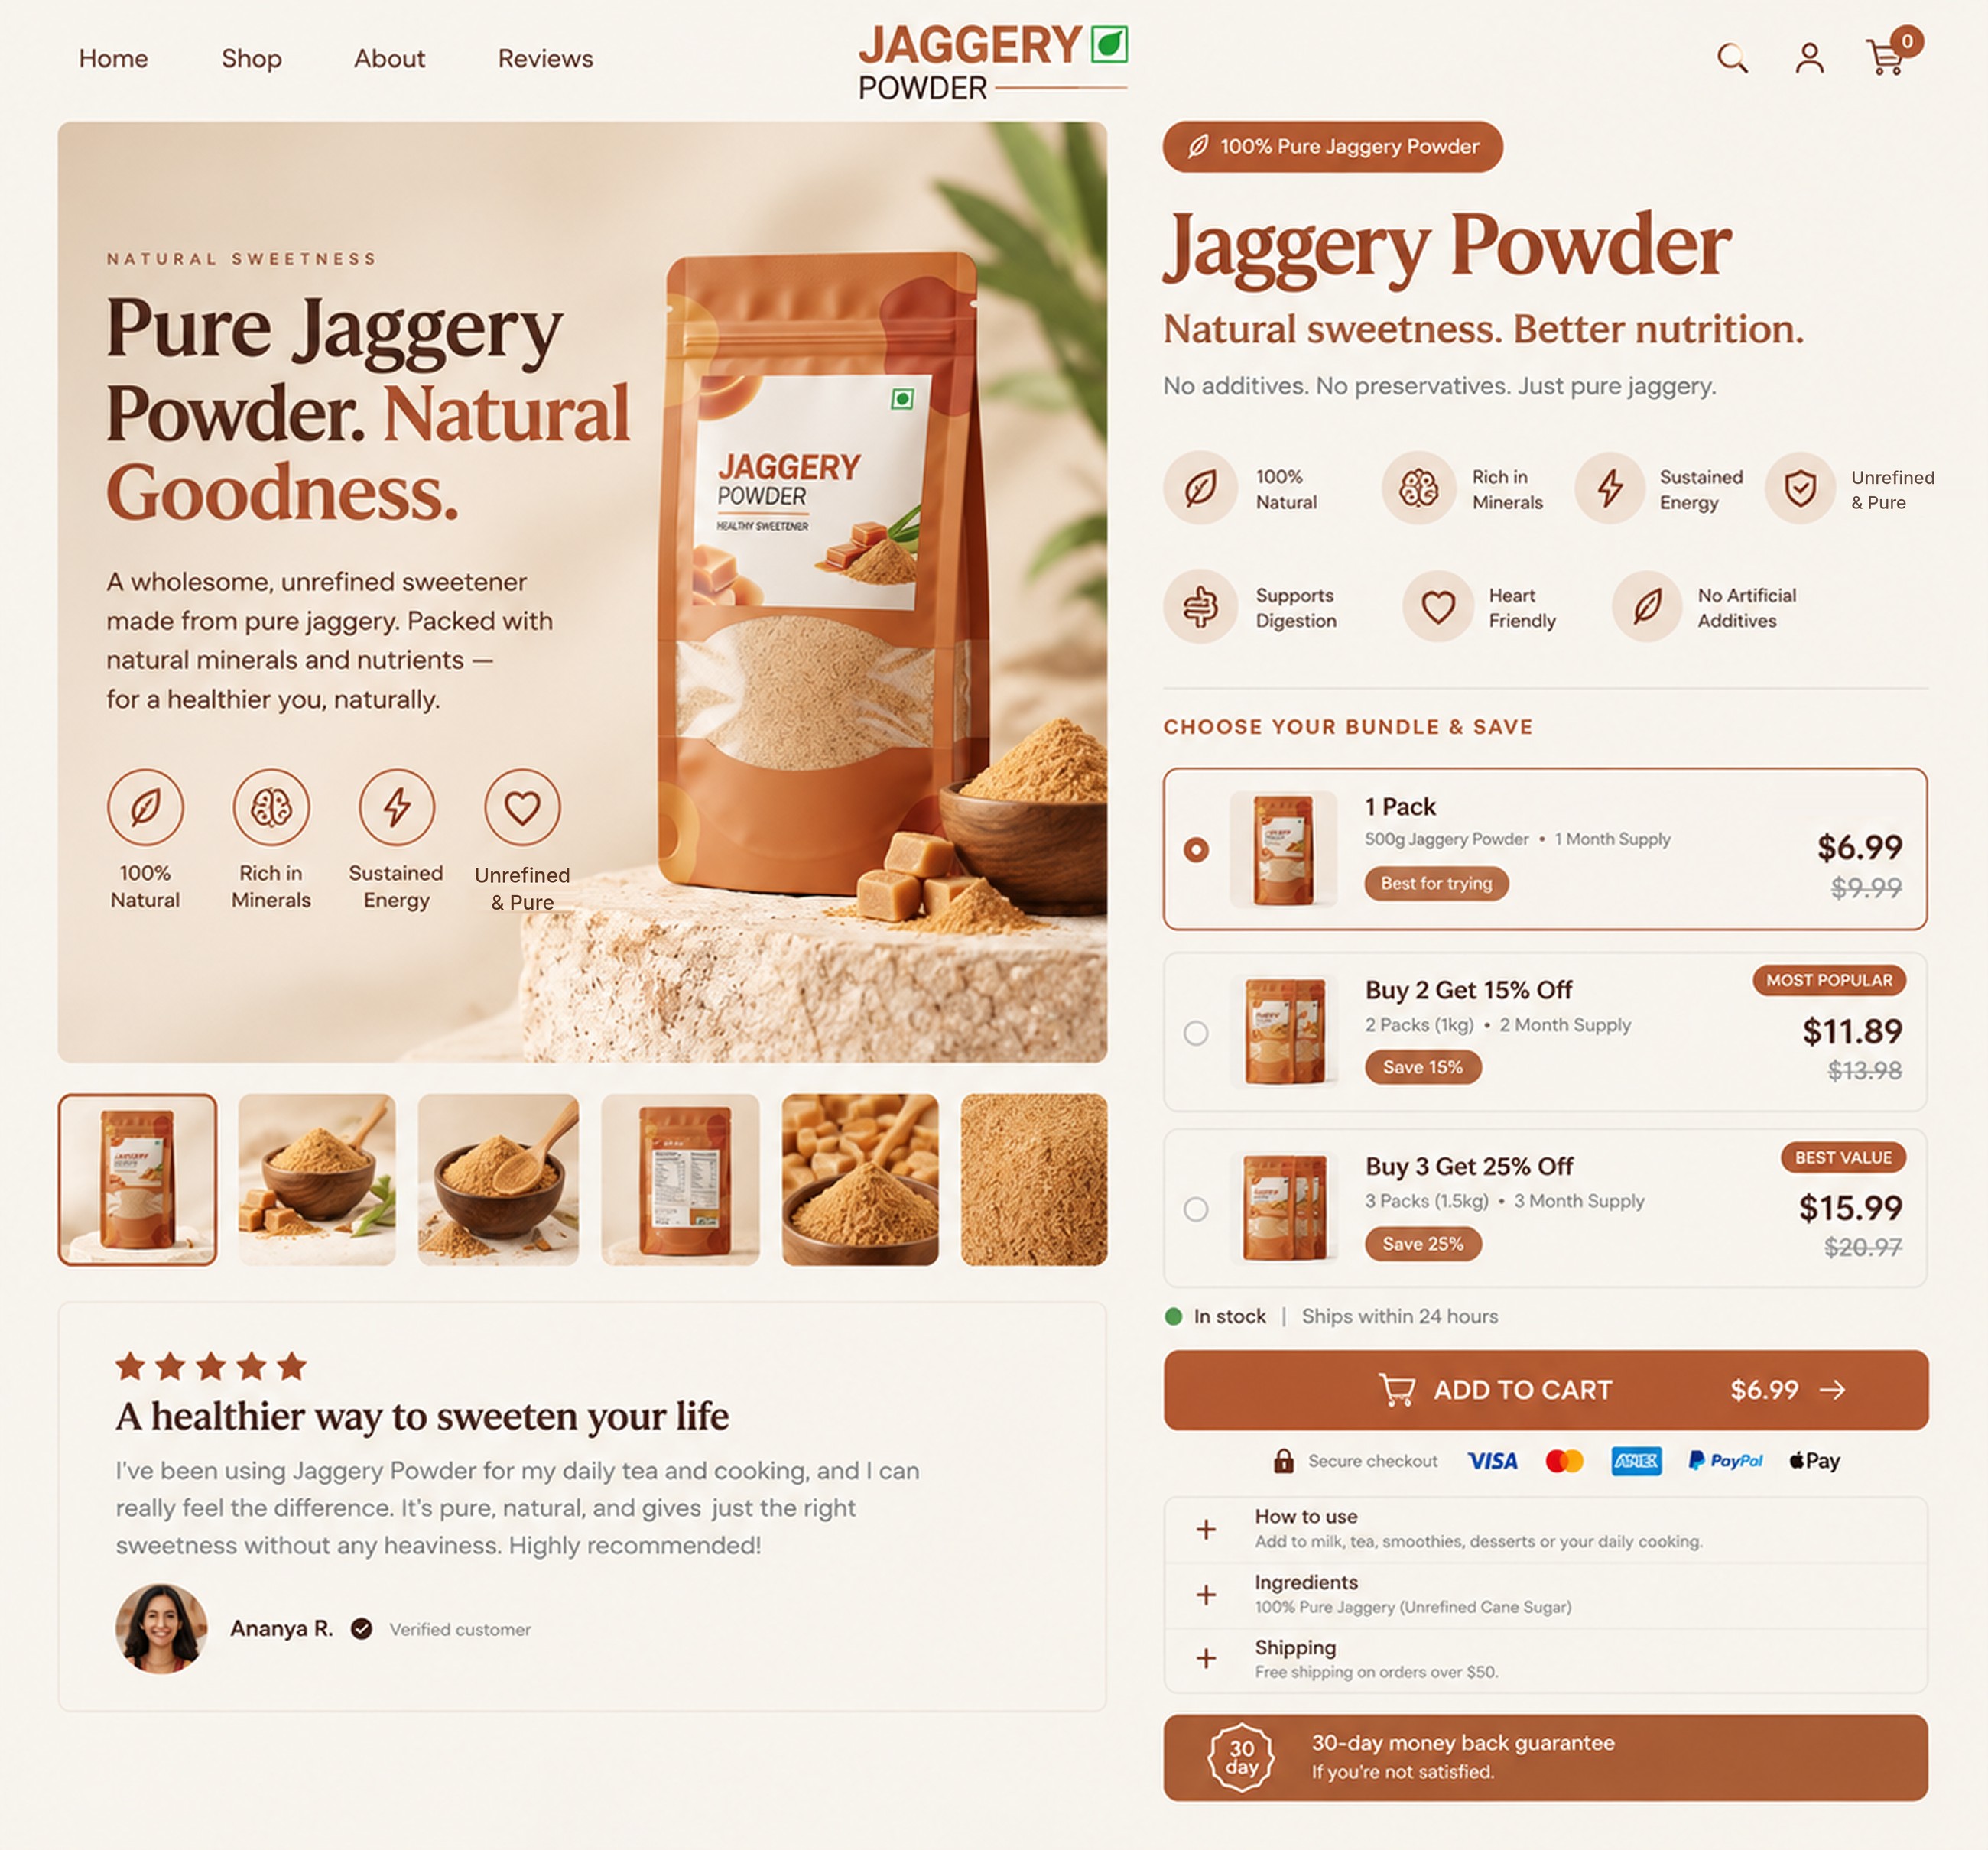 Home
Shop
About
Reviews
JAGGERY
POWDER
0
NATURAL SWEETNESS
Pure Jaggery
Powder. Natural
Goodness.
A wholesome, unrefined sweetener
made from pure jaggery. Packed with
natural minerals and nutrients —
for a healthier you, naturally.
100%
Natural
Rich in
Minerals
Sustained
Energy
Unrefined
& Pure
JAGGERY
POWDER
HEALTHY SWEETENER
★★★★★
A healthier way to sweeten your life
I've been using Jaggery Powder for my daily tea and cooking, and I can
really feel the difference. It's pure, natural, and gives just the right
sweetness without any heaviness. Highly recommended!
Ananya R.
Verified customer
100% Pure Jaggery Powder
Jaggery Powder
Natural sweetness. Better nutrition.
No additives. No preservatives. Just pure jaggery.
100%
Natural
Rich in
Minerals
Sustained
Energy
Unrefined
& Pure
Supports
Digestion
Heart
Friendly
No Artificial
Additives
CHOOSE YOUR BUNDLE & SAVE
1 Pack
500g Jaggery Powder • 1 Month Supply
Best for trying
$6.99
$9.99
Buy 2 Get 15% Off
2 Packs (1kg) • 2 Month Supply
Save 15%
MOST POPULAR
$11.89
$13.98
Buy 3 Get 25% Off
3 Packs (1.5kg) • 3 Month Supply
Save 25%
BEST VALUE
$15.99
$20.97
In stock | Ships within 24 hours
ADD TO CART $6.99 →
Secure checkout VISA AMEX PayPal Pay
How to use
Add to milk, tea, smoothies, desserts or your daily cooking.
Ingredients
100% Pure Jaggery (Unrefined Cane Sugar)
Shipping
Free shipping on orders over $50.
30
day
30-day money back guarantee
If you're not satisfied.